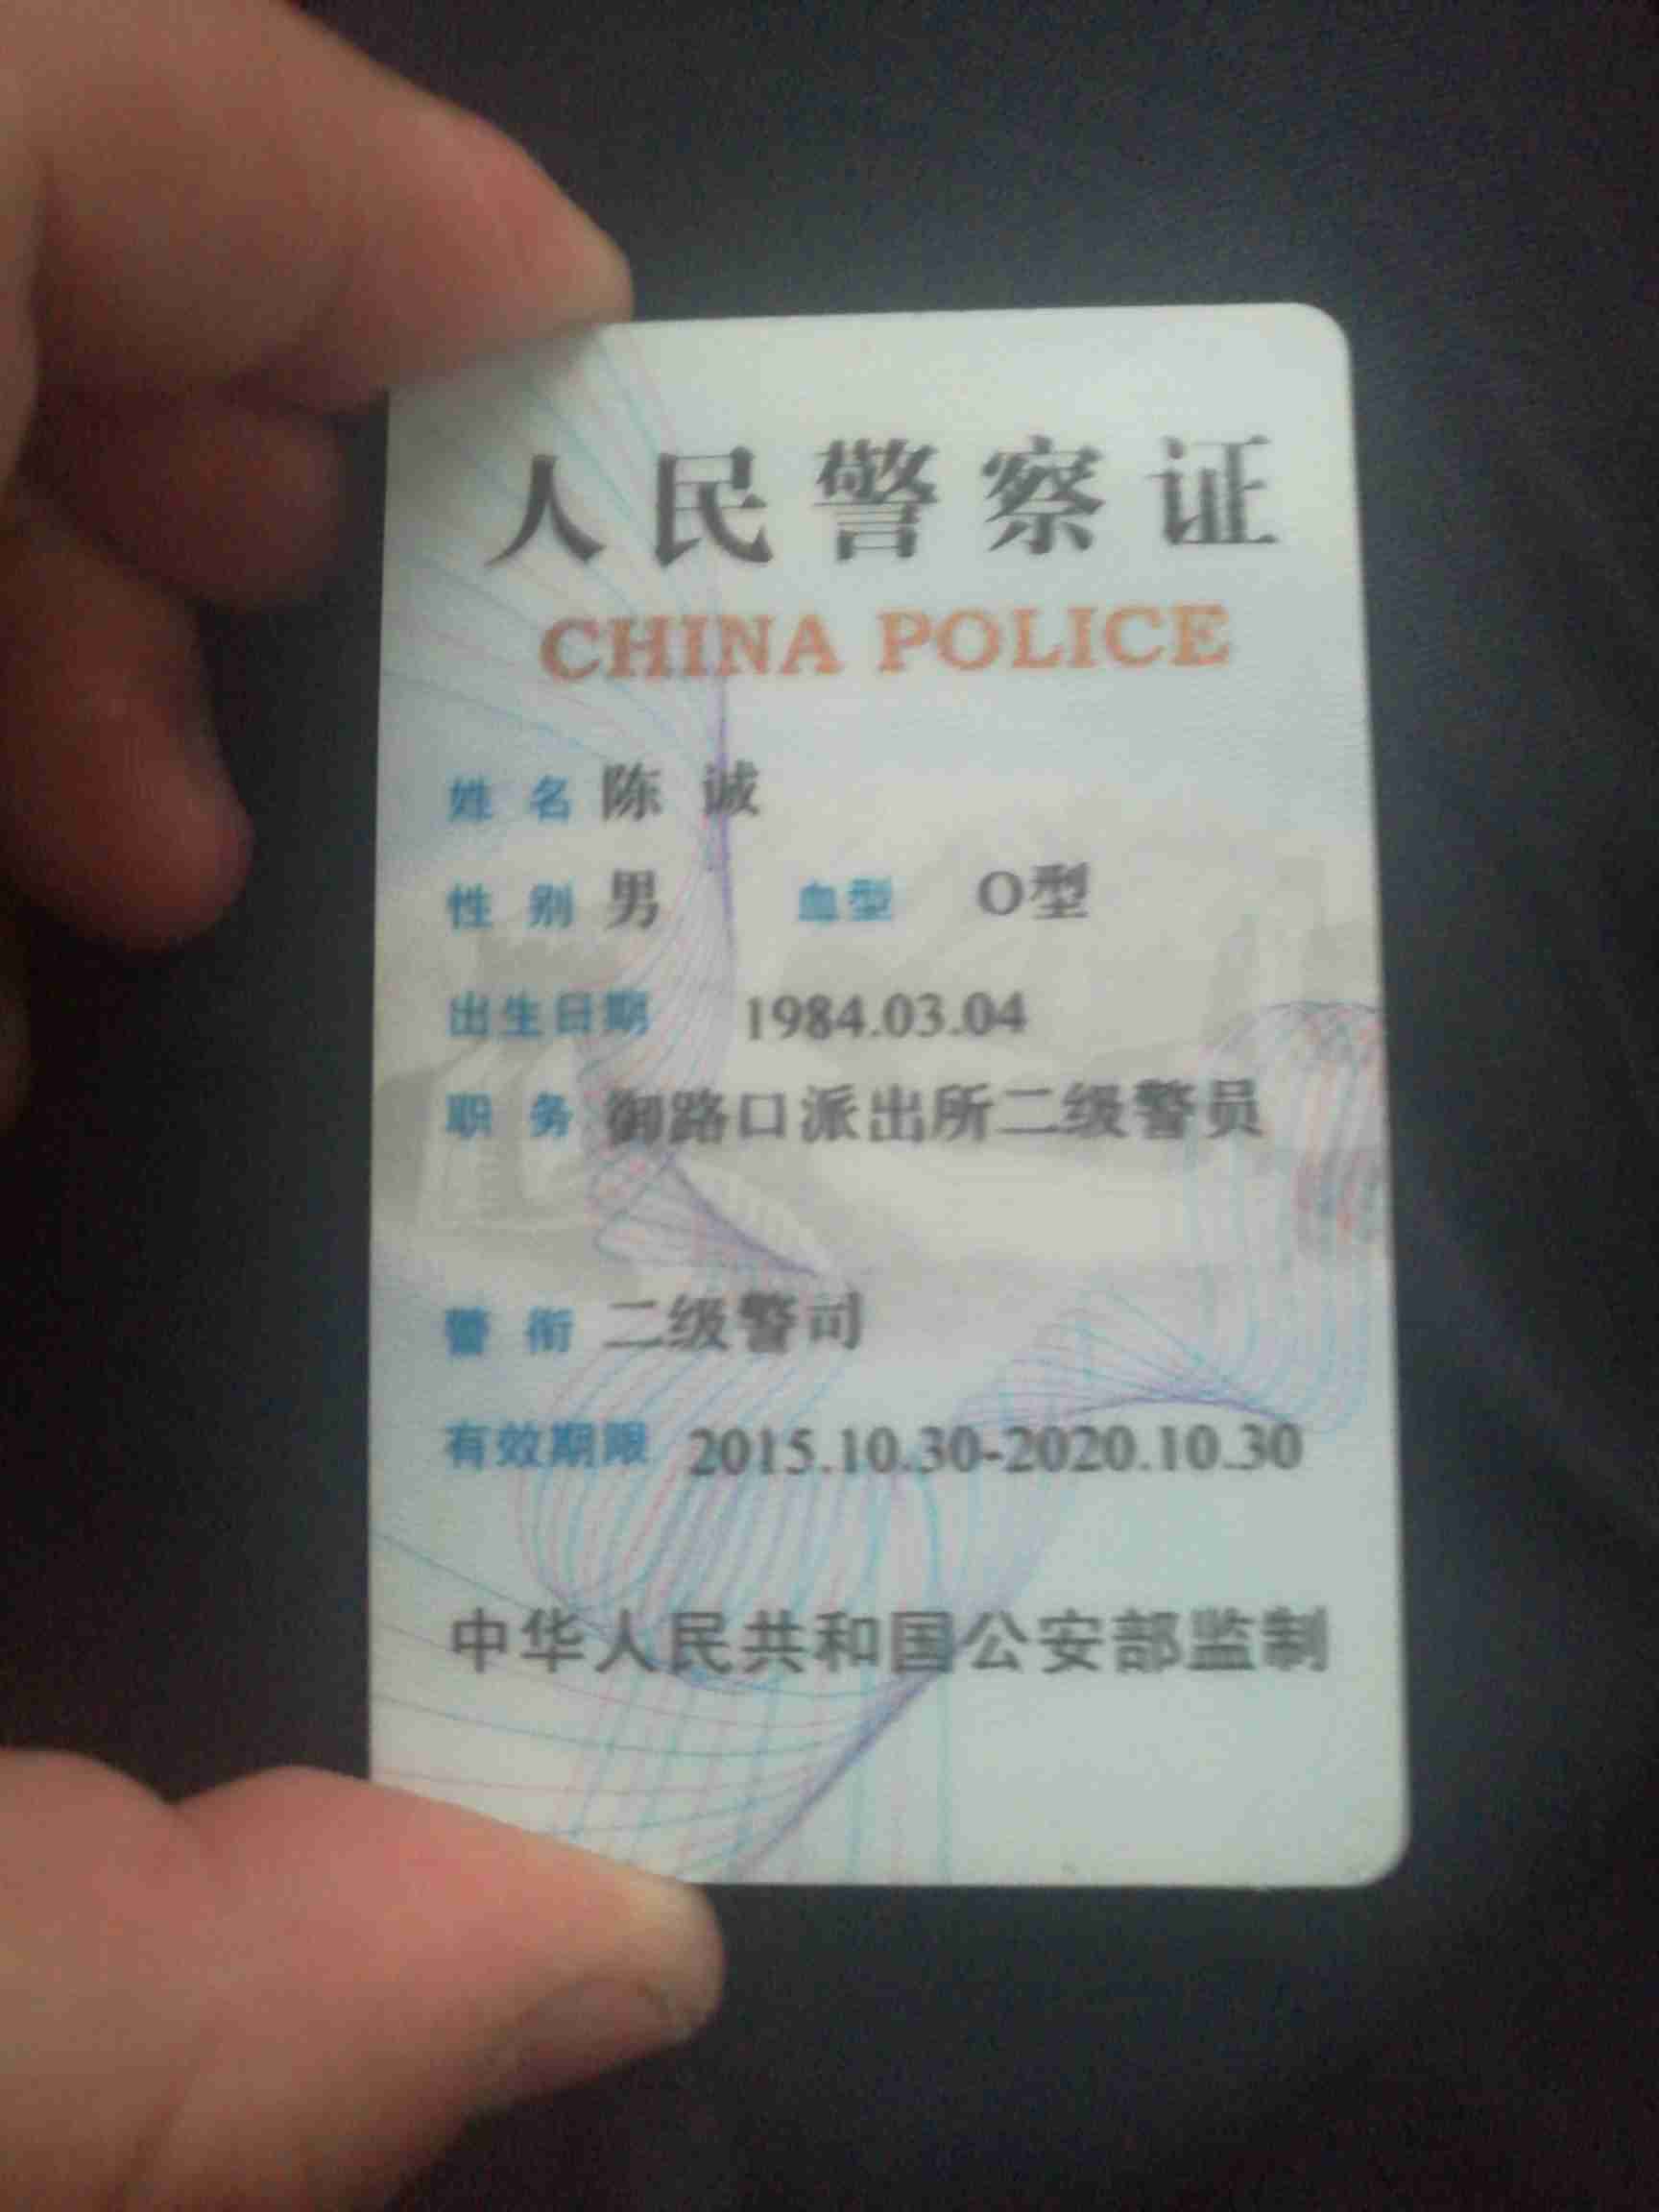 人民警察证
CHINA POLICE
姓 名 陈 诚
性 别 男 血型 O型
出生日期 1984.03.04
职 务 御路口派出所二级警员
警 衔 二级警司
有效期限 2015.10.30-2020.10.30
中华人民共和国公安部监制